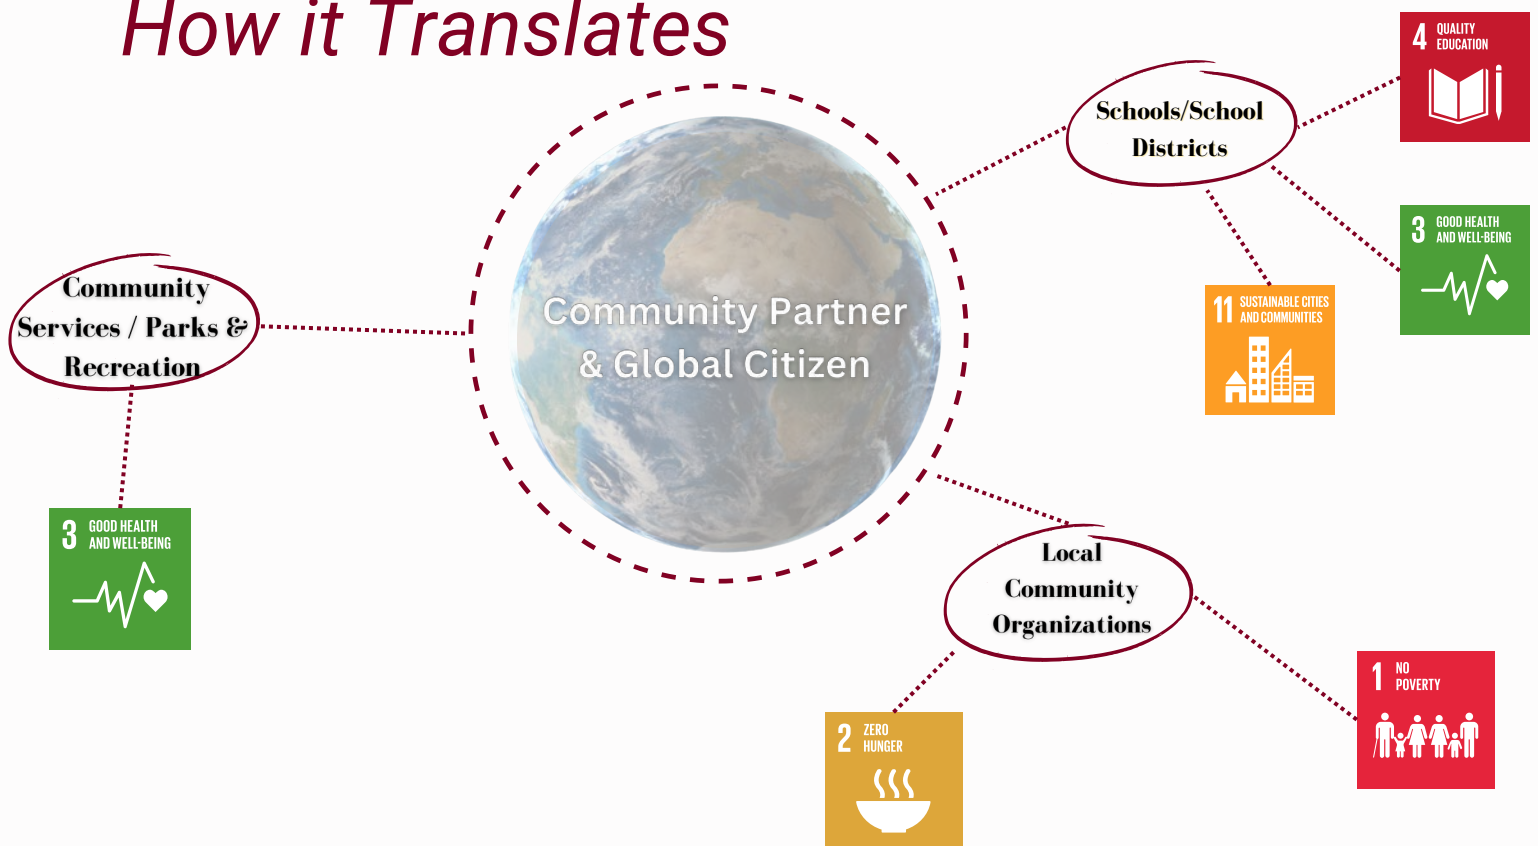 How it Translates
Community
Services / Parks &
Recreation
3 GOOD HEALTH
AND WELL-BEING
Community Partner
& Global Citizen
Schools/School
Districts
4 QUALITY
EDUCATION
3 GOOD HEALTH
AND WELL-BEING
11 SUSTAINABLE CITIES
AND COMMUNITIES
Local
Community
Organizations
2 ZERO
HUNGER
1 NO
POVERTY